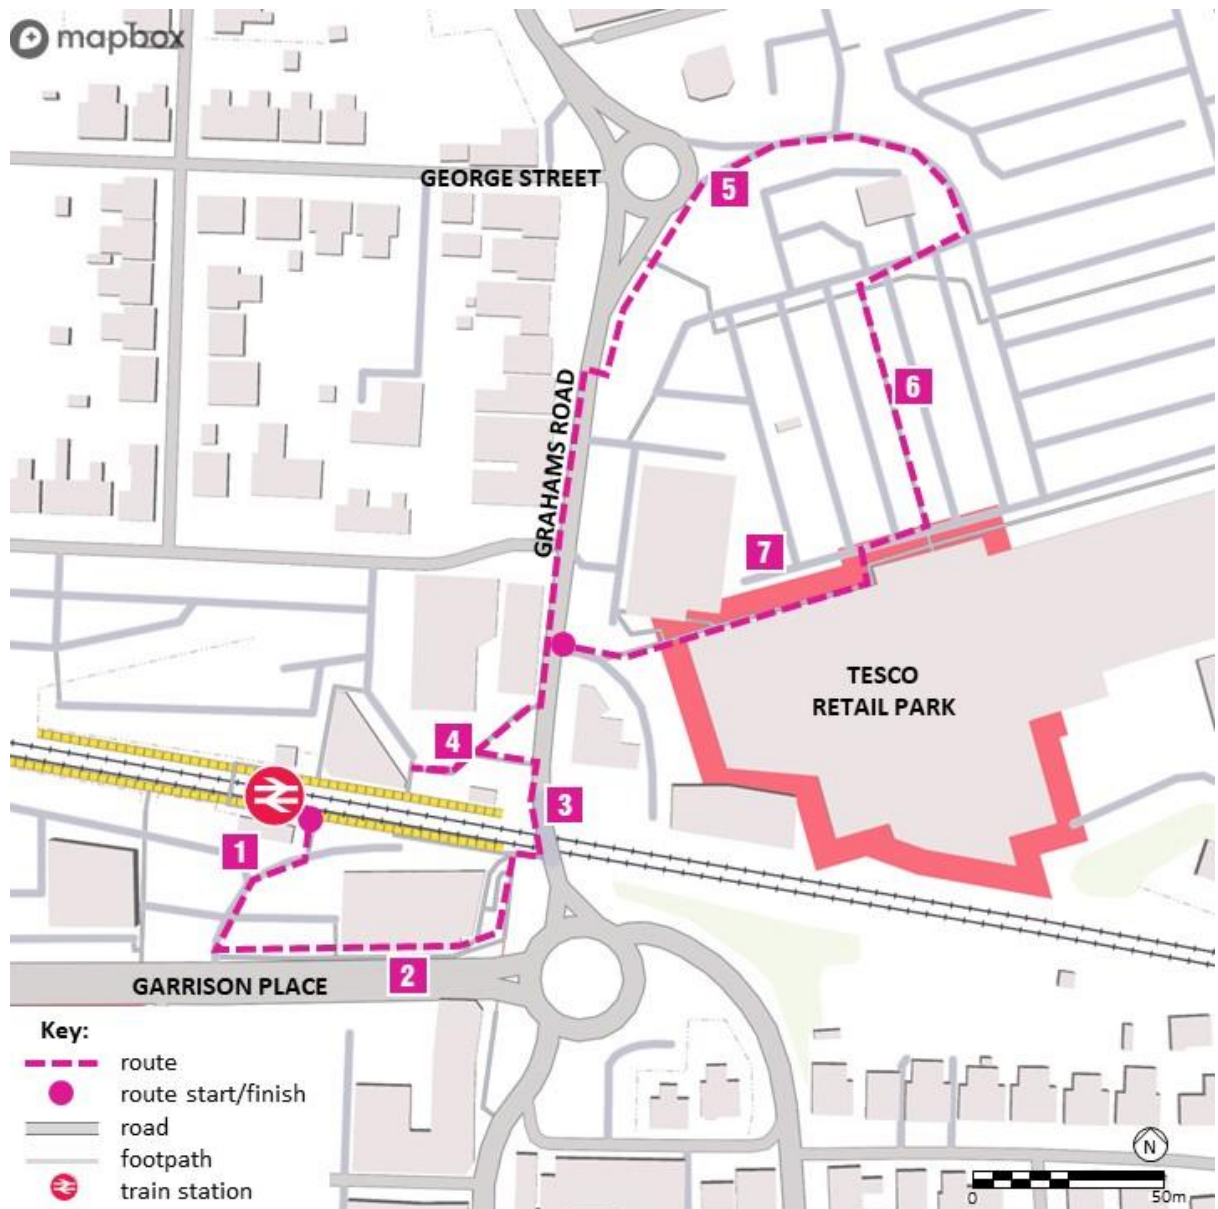 mapbox
GEORGE STREET
5
6
GRAHAMS ROAD
7
TESCO
RETAIL PARK
4
3
1
2
GARRISON PLACE
Key:
route
route start/finish
road
footpath
train station
N
0
50m